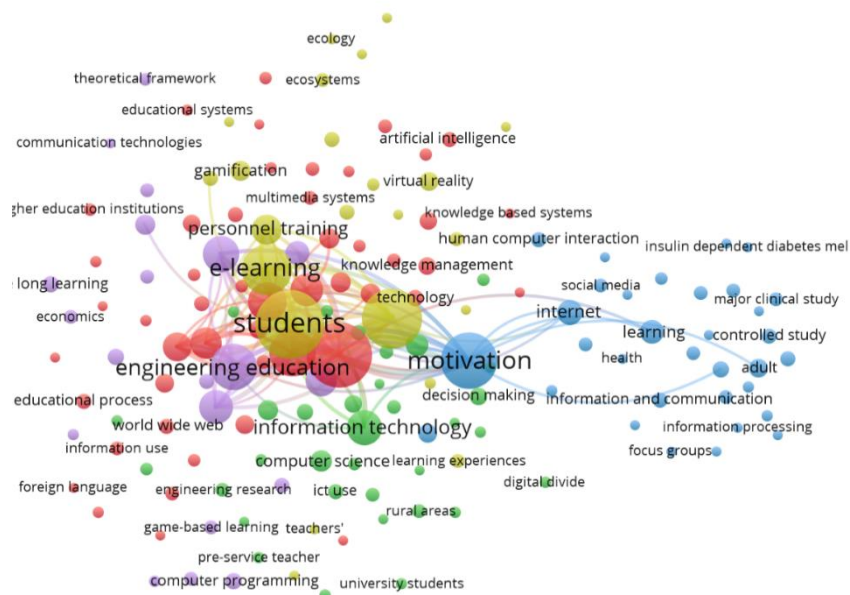 ecology
theoretical framework
ecosystems
educational systems
communication technologies
artificial intelligence
gamification
virtual reality
multimedia systems
gher education institutions
knowledge based systems
personnel training
human computer interaction
insulin dependent diabetes mel
e-learning
knowledge management
long learning
social media
technology
major clinical study
internet
economics
students
learning
controlled study
health
motivation
engineering education
adult
decision making
information and communication
educational process
world wide web
information technology
information processing
information use
focus groups
computer science
learning experiences
digital divide
foreign language
engineering research
ict use
rural areas
game-based learning
teachers'
pre-service teacher
computer programming
university students